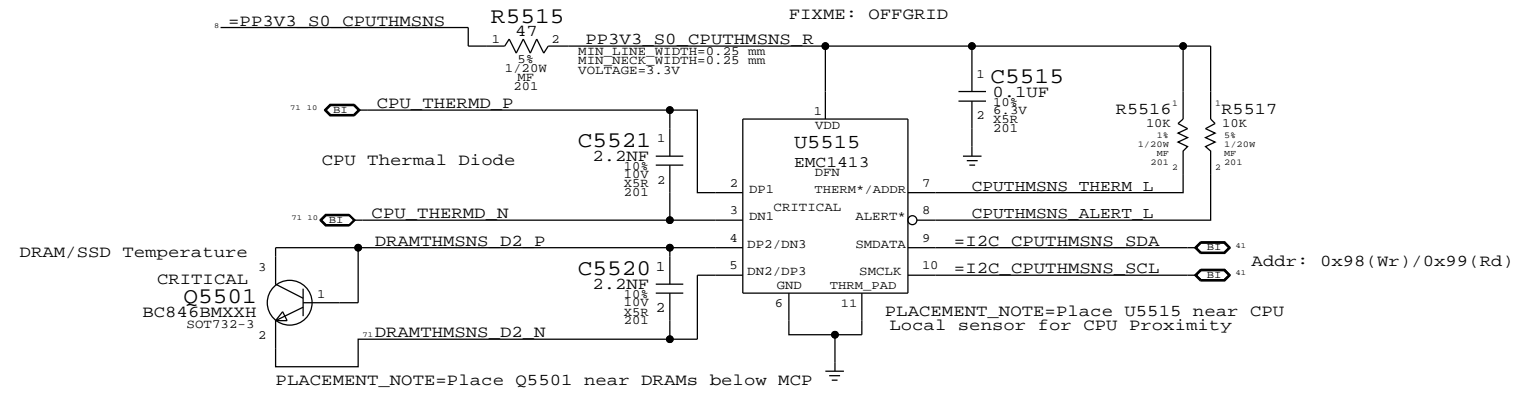 FIXME: OFFGRID
8 =PP3V3_S0_CPUTHMSNS
R5515
47
1 2
5%
1/20W
MF
201
PP3V3_S0_CPUTHMSNS_R
MIN_LINE_WIDTH=0.25 mm
MIN_NECK_WIDTH=0.25 mm
VOLTAGE=3.3V
1 C5515
0.1UF
10%
6.3V
2 X5R
201
R5516 1
10K
1%
1/20W
MF
201 2
1 R5517
10K
5%
1/20W
MF
2 201
71 10 BI CPU_THERMD_P
CPU Thermal Diode
C5521 1
2.2NF
10%
10V
X5R 2
201
71 10 BI CPU_THERMD_N
1
VDD
U5515
EMC1413
DFN
CRITICAL
2 DP1
3 DN1
4 DP2/DN3
5 DN2/DP3
THERM*/ADDR 7 CPUTHMSNS_THERM_L
ALERT* 8 CPUTHMSNS_ALERT_L
SMDATA 9 =I2C_CPUTHMSNS_SDA BI 41
SMCLK 10 =I2C_CPUTHMSNS_SCL BI 41
GND THRM_PAD
6 11
Addr: 0x98(Wr)/0x99(Rd)
DRAM/SSD Temperature
DRAMTHMSNS_D2_P
3
CRITICAL
Q5501 1
BC846BMXXH
SOT732-3
2
C5520 1
2.2NF
10%
10V
X5R 2
201
71 DRAMTHMSNS_D2_N
PLACEMENT_NOTE=Place U5515 near CPU
Local sensor for CPU Proximity
PLACEMENT_NOTE=Place Q5501 near DRAMs below MCP